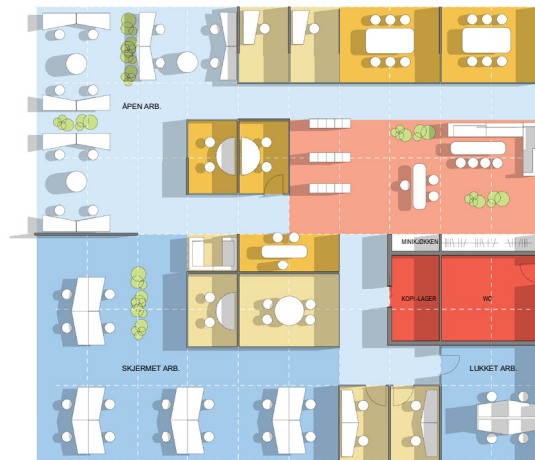 ÅPEN ARB.
MINIKJØKKEN
KOPI-LAGER
WC
SKJERMET ARB.
LUKKET ARB.